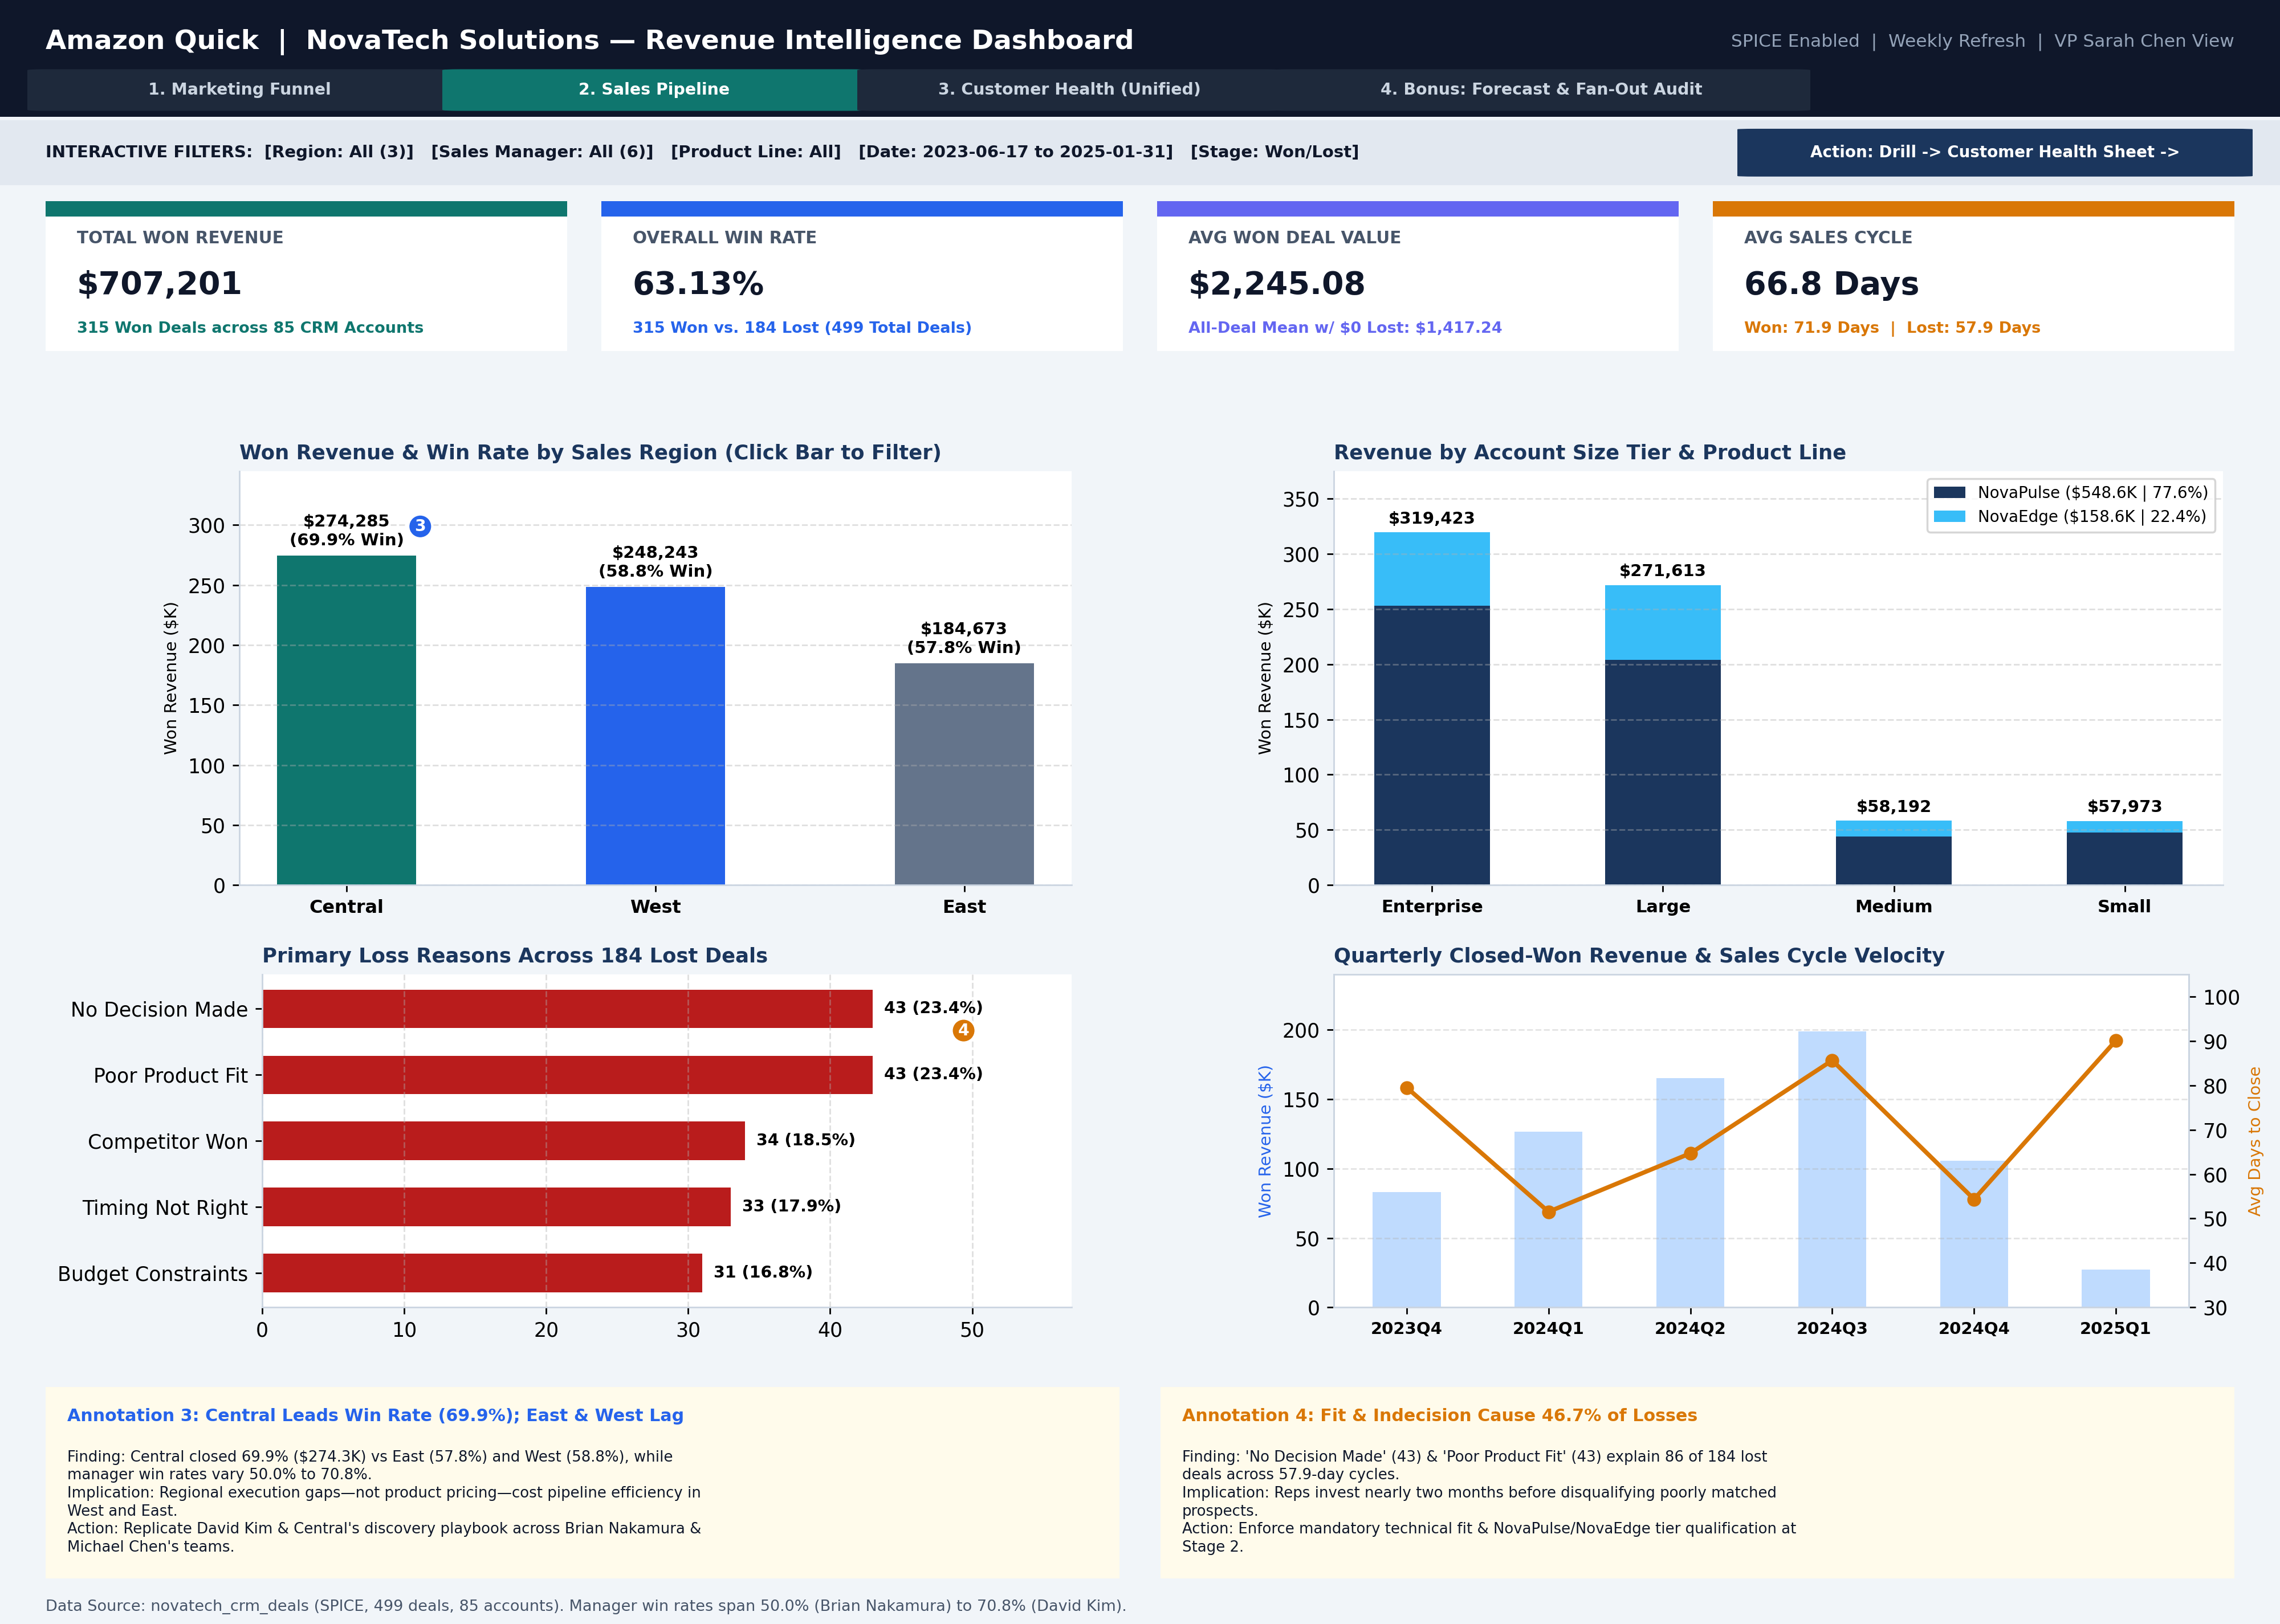 Amazon Quick | NovaTech Solutions — Revenue Intelligence Dashboard
SPICE Enabled | Weekly Refresh | VP Sarah Chen View
1. Marketing Funnel
2. Sales Pipeline
3. Customer Health (Unified)
4. Bonus: Forecast & Fan-Out Audit
INTERACTIVE FILTERS: [Region: All (3)] [Sales Manager: All (6)] [Product Line: All] [Date: 2023-06-17 to 2025-01-31] [Stage: Won/Lost]
Action: Drill -> Customer Health Sheet ->
TOTAL WON REVENUE
$707,201
315 Won Deals across 85 CRM Accounts
OVERALL WIN RATE
63.13%
315 Won vs. 184 Lost (499 Total Deals)
AVG WON DEAL VALUE
$2,245.08
All-Deal Mean w/ $0 Lost: $1,417.24
AVG SALES CYCLE
66.8 Days
Won: 71.9 Days | Lost: 57.9 Days
Won Revenue & Win Rate by Sales Region (Click Bar to Filter)
Won Revenue ($K)
300
250
200
150
100
50
0
$274,285
(69.9% Win)
3
$248,243
(58.8% Win)
$184,673
(57.8% Win)
Central
West
East
Revenue by Account Size Tier & Product Line
Won Revenue ($K)
350
300
250
200
150
100
50
0
NovaPulse ($548.6K | 77.6%)
NovaEdge ($158.6K | 22.4%)
$319,423
$271,613
$58,192
$57,973
Enterprise
Large
Medium
Small
Primary Loss Reasons Across 184 Lost Deals
No Decision Made
43 (23.4%)
4
Poor Product Fit
43 (23.4%)
Competitor Won
34 (18.5%)
Timing Not Right
33 (17.9%)
Budget Constraints
31 (16.8%)
0
10
20
30
40
50
Quarterly Closed-Won Revenue & Sales Cycle Velocity
Won Revenue ($K)
200
150
100
50
0
100
90
80
70
60
50
40
30
Avg Days to Close
2023Q4
2024Q1
2024Q2
2024Q3
2024Q4
2025Q1
Annotation 3: Central Leads Win Rate (69.9%); East & West Lag
Finding: Central closed 69.9% ($274.3K) vs East (57.8%) and West (58.8%), while
manager win rates vary 50.0% to 70.8%.
Implication: Regional execution gaps—not product pricing—cost pipeline efficiency in
West and East.
Action: Replicate David Kim & Central's discovery playbook across Brian Nakamura &
Michael Chen's teams.
Annotation 4: Fit & Indecision Cause 46.7% of Losses
Finding: 'No Decision Made' (43) & 'Poor Product Fit' (43) explain 86 of 184 lost
deals across 57.9-day cycles.
Implication: Reps invest nearly two months before disqualifying poorly matched
prospects.
Action: Enforce mandatory technical fit & NovaPulse/NovaEdge tier qualification at
Stage 2.
Data Source: novatech_crm_deals (SPICE, 499 deals, 85 accounts). Manager win rates span 50.0% (Brian Nakamura) to 70.8% (David Kim).